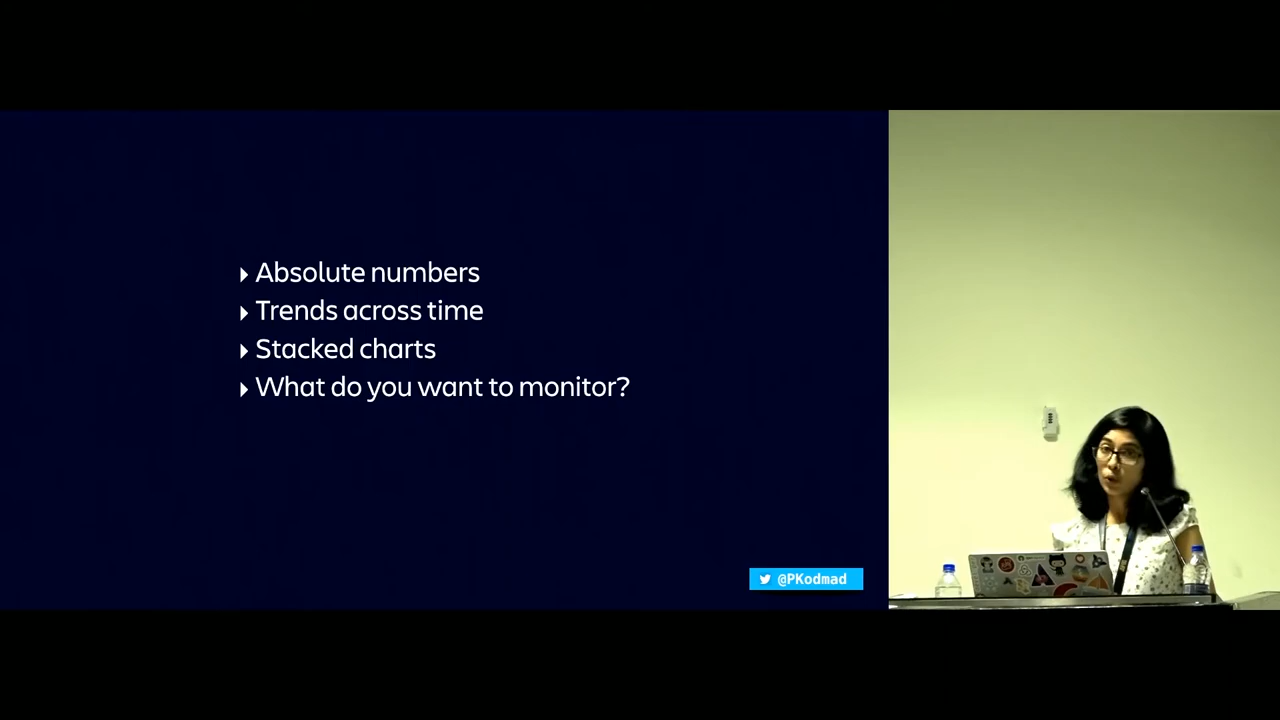 Absolute numbers
Trends across time
Stacked charts
What do you want to monitor?
@PKodmad